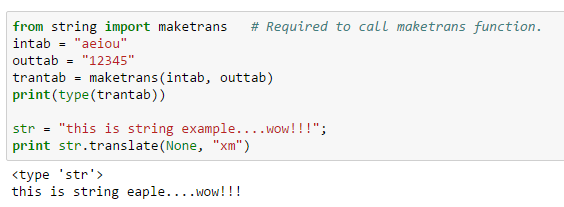 from string import maketrans   # Required to call maketrans function.
intab = "aeiou"
outtab = "12345"
trantab = maketrans(intab, outtab)
print(type(trantab))

str = "this is string example....wow!!!";
print str.translate(None, "xm")
<type 'str'>
this is string eaple....wow!!!